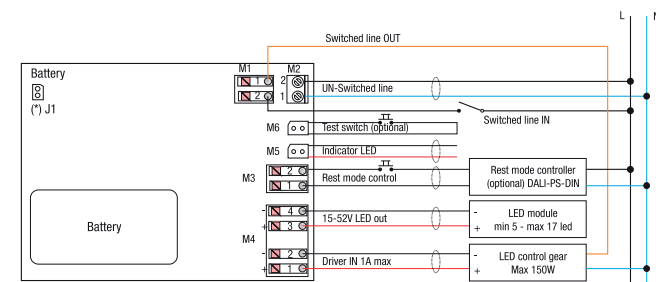 L N
Switched line OUT
Battery
(*) J1
M1 M2
1 2
2 1
UN-Switched line
Switched line IN
M6 Test switch (optional)
M5 Indicator LED
M3
2
1
Rest mode control
Rest mode controller
(optional) DALI-PS-DIN
Battery
M4
- 4
+ 3
15-52V LED out
- LED module
+ min 5 - max 17 led
- 2
+ 1
Driver IN 1A max
- LED control gear
+ Max 150W